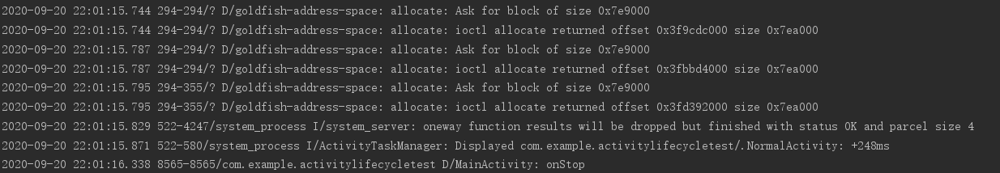 2020-09-20 22:01:15.744 294-294/? D/goldfish-address-space: allocate: Ask for block of size 0x7e9000
2020-09-20 22:01:15.744 294-294/? D/goldfish-address-space: allocate: ioctl allocate returned offset 0x3f9cdc000 size 0x7ea000
2020-09-20 22:01:15.787 294-294/? D/goldfish-address-space: allocate: Ask for block of size 0x7e9000
2020-09-20 22:01:15.787 294-294/? D/goldfish-address-space: allocate: ioctl allocate returned offset 0x3fbbd4000 size 0x7ea000
2020-09-20 22:01:15.795 294-355/? D/goldfish-address-space: allocate: Ask for block of size 0x7e9000
2020-09-20 22:01:15.795 294-355/? D/goldfish-address-space: allocate: ioctl allocate returned offset 0x3fd392000 size 0x7ea000
2020-09-20 22:01:15.829 522-4247/system_process I/system_server: oneway function results will be dropped but finished with status OK and parcel size 4
2020-09-20 22:01:15.871 522-580/system_process I/ActivityTaskManager: Displayed com.example.activitylifecycletest/.NormalActivity: +248ms
2020-09-20 22:01:16.338 8565-8565/com.example.activitylifecycletest D/MainActivity: onStop